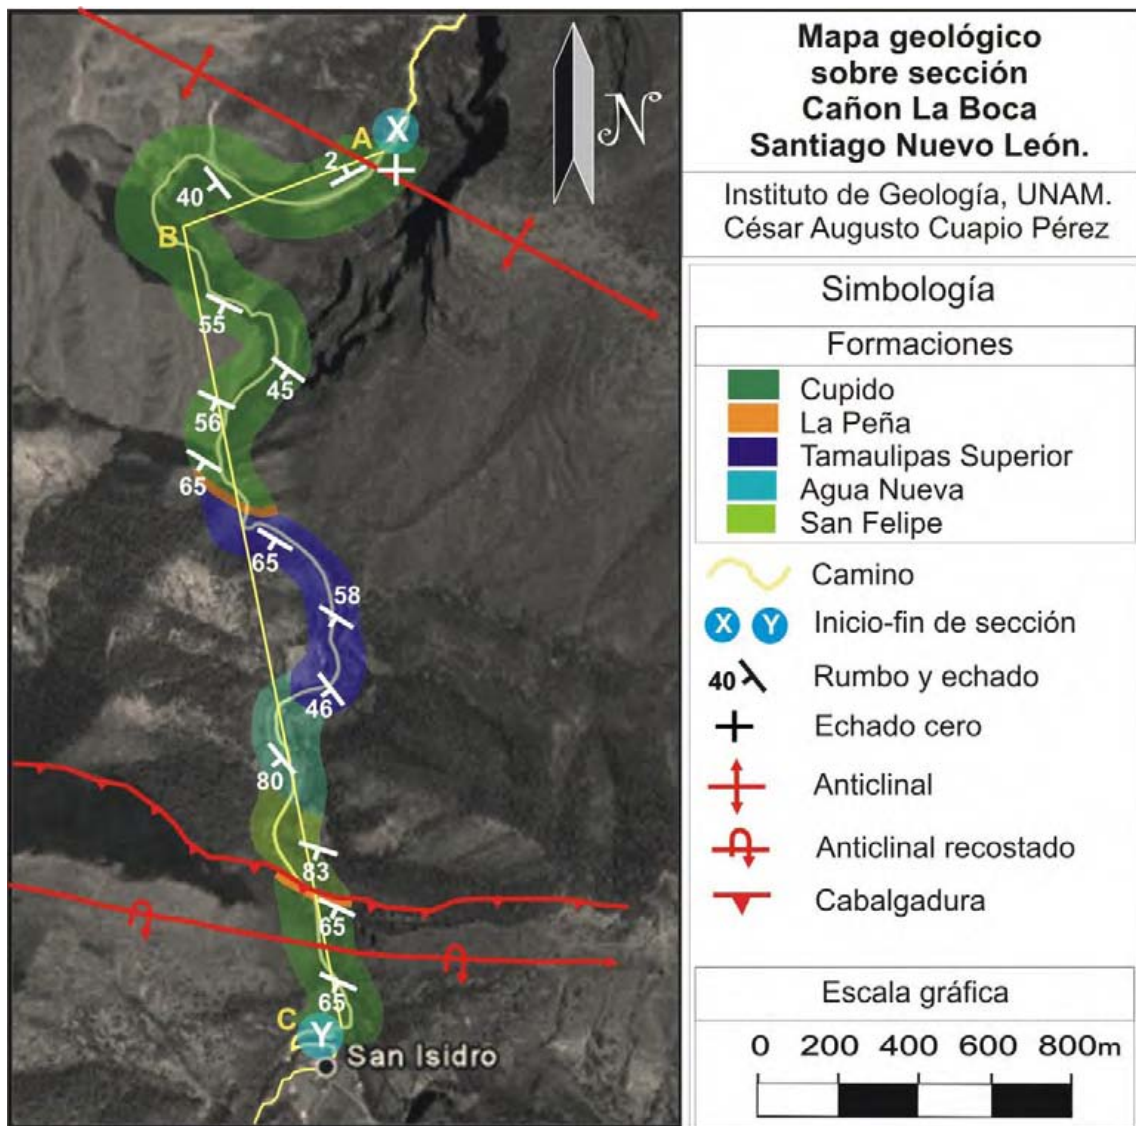 Mapa geológico
sobre sección
Cañon La Boca
Santiago Nuevo León.
Instituto de Geología, UNAM.
César Augusto Cuapio Pérez
Simbología
Formaciones
Cupido
La Peña
Tamaulipas Superior
Agua Nueva
San Felipe
Camino
X Y Inicio-fin de sección
40 Rumbo y echado
Echado cero
Anticlinal
Anticlinal recostado
Cabalgadura
Escala gráfica
0 200 400 600 800m
N
A X
2
40
B
55
45
56
65
65
58
46
80
83
65
65
C Y
San Isidro